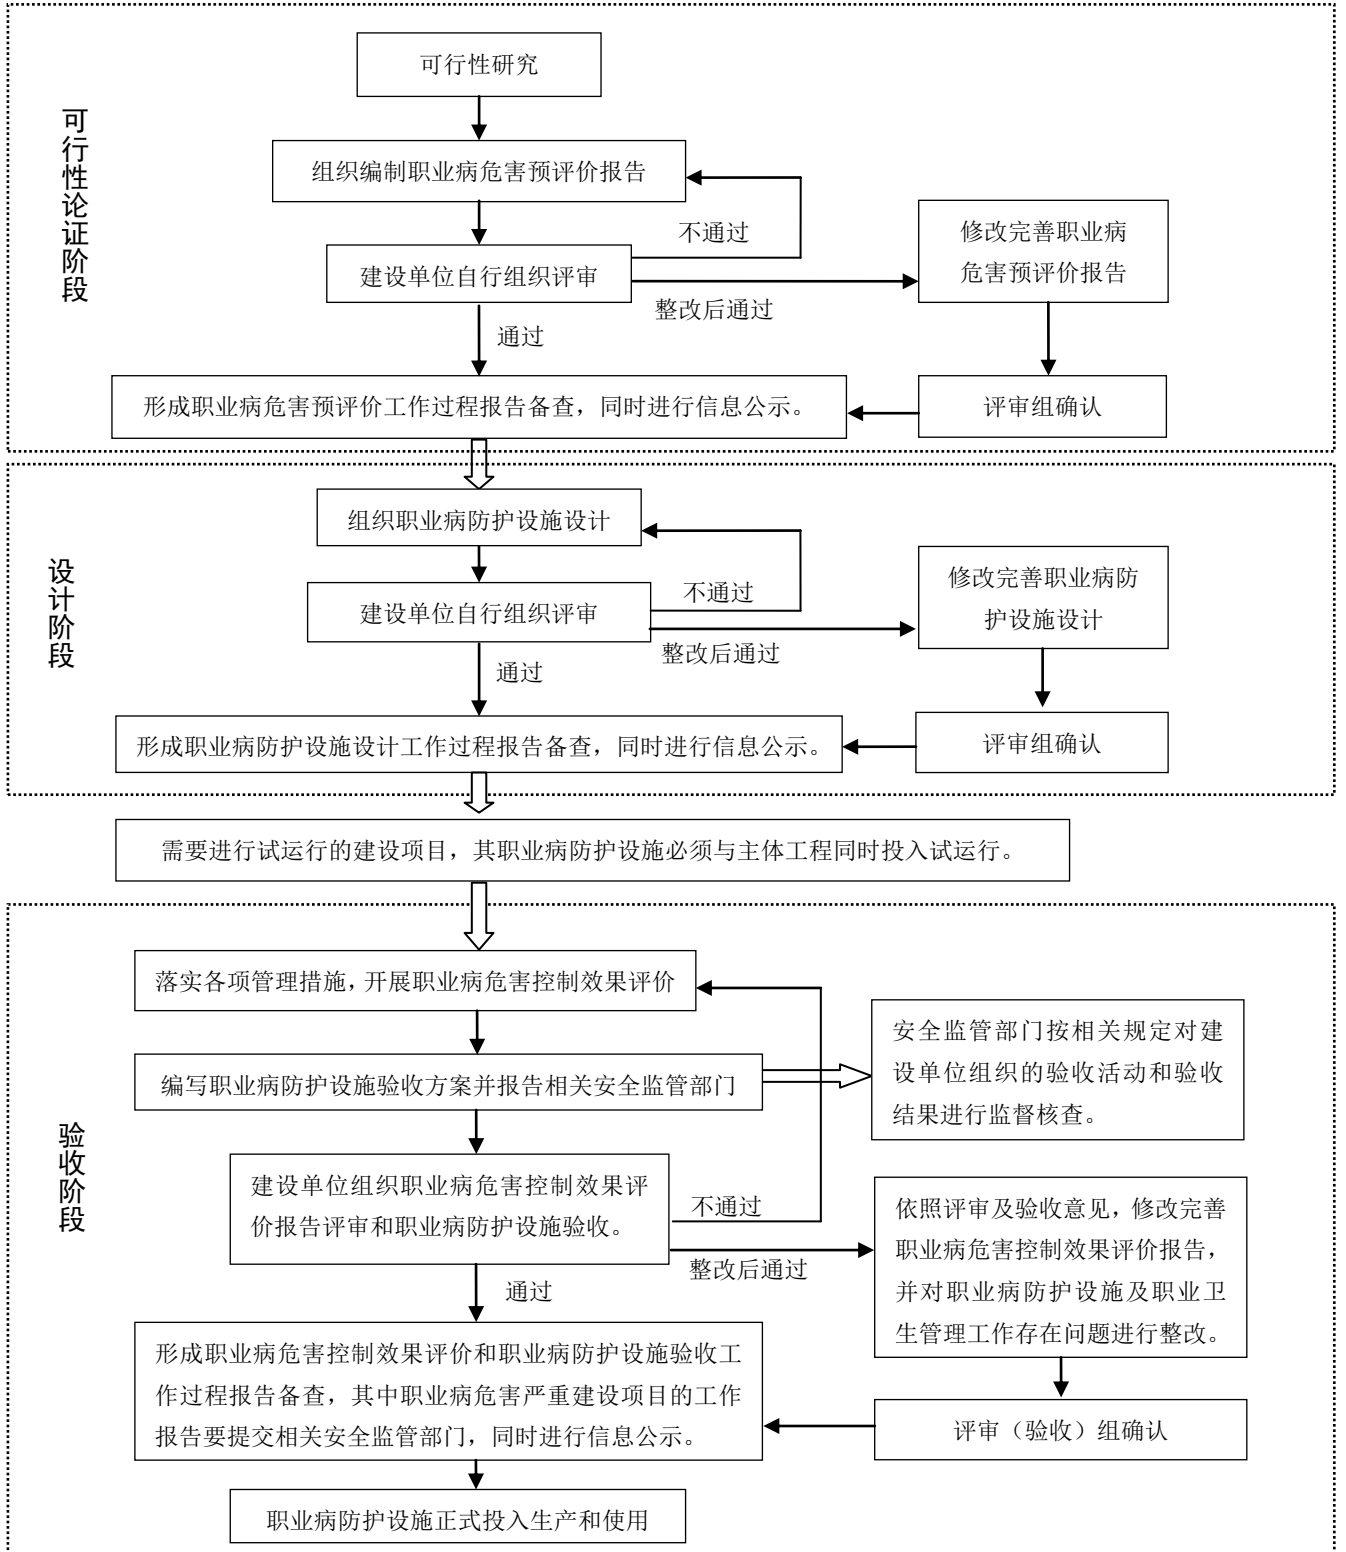 可行性论证阶段
可行性研究
组织编制职业病危害预评价报告
不通过
建设单位自行组织评审
修改完善职业病
危害预评价报告
整改后通过
通过
形成职业病危害预评价工作过程报告备查，同时进行信息公示。
评审组确认
设计阶段
组织职业病防护设施设计
不通过
建设单位自行组织评审
修改完善职业病防
护设施设计
整改后通过
通过
形成职业病防护设施设计工作过程报告备查，同时进行信息公示。
评审组确认
需要进行试运行的建设项目，其职业病防护设施必须与主体工程同时投入试运行。
验收阶段
落实各项管理措施，开展职业病危害控制效果评价
编写职业病防护设施验收方案并报告相关安全监管部门
安全监管部门按相关规定对建
设单位组织的验收活动和验收
结果进行监督核查。
建设单位组织职业病危害控制效果评
价报告评审和职业病防护设施验收。
不通过
整改后通过
通过
依照评审及验收意见，修改完善
职业病危害控制效果评价报告，
并对职业病防护设施及职业卫
生管理工作存在问题进行整改。
形成职业病危害控制效果评价和职业病防护设施验收工
作过程报告备查，其中职业病危害严重建设项目的工作
报告要提交相关安全监管部门，同时进行信息公示。
评审（验收）组确认
职业病防护设施正式投入生产和使用